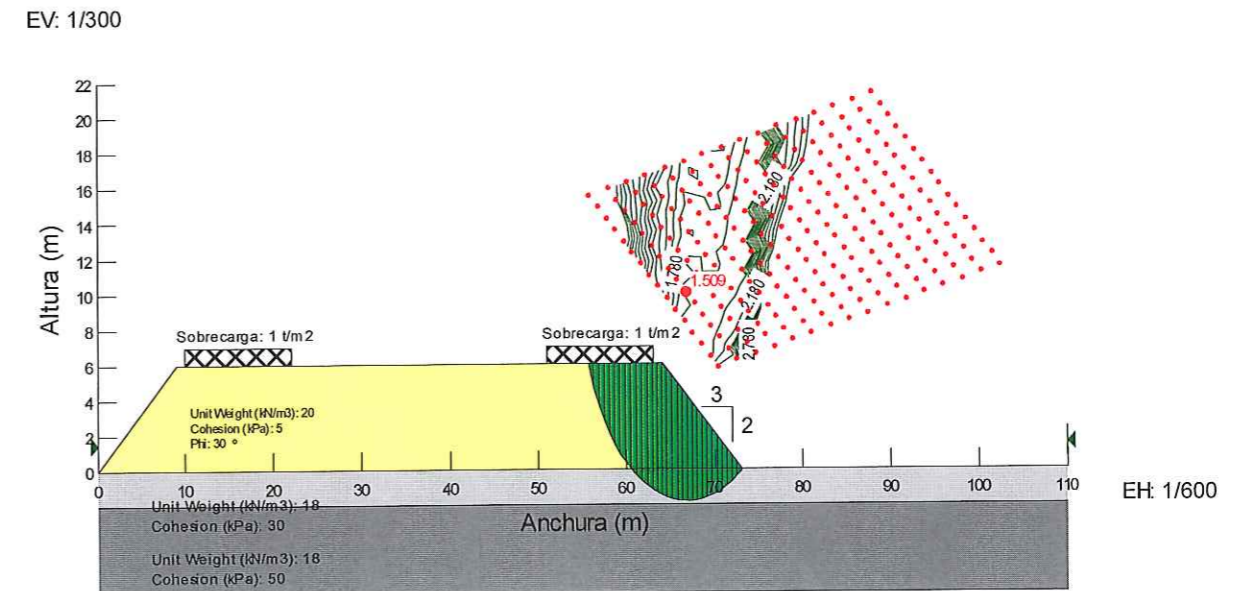 EV: 1/300
22
20
18
16
14
12
10
8
6
4
2
0
Altura (m)
Sobrecarga: 1 t/m2
Sobrecarga: 1 t/m2
1.780
1.509
2.180
2.180
2.780
3
2
Unit Weight (kN/m3): 20
Cohesion (kPa): 5
Phi: 30 °
0 10 20 30 40 50 60 70 80 90 100 110
EH: 1/600
Unit Weight (kN/m3): 18
Cohesion (kPa): 30
Anchura (m)
Unit Weight (kN/m3): 18
Cohesion (kPa): 50